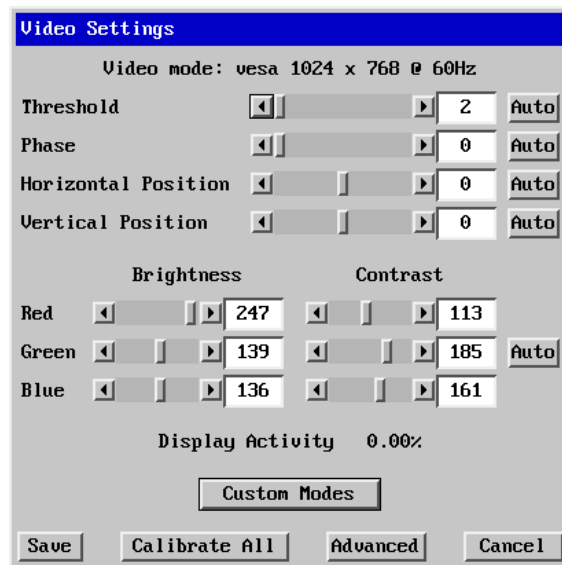 Video Settings
Video mode: vesa 1024 x 768 @ 60Hz
Threshold 2 Auto
Phase 0 Auto
Horizontal Position 0 Auto
Vertical Position 0 Auto
Brightness Contrast
Red 247 113
Green 139 185 Auto
Blue 136 161
Display Activity 0.00%
Custom Modes
Save Calibrate All Advanced Cancel